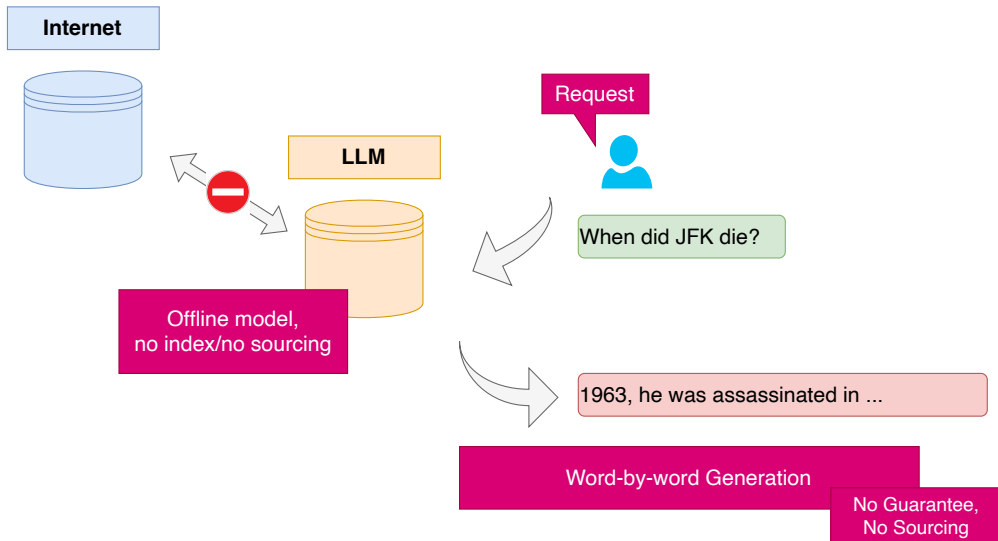 Internet
Request
LLM
When did JFK die?
Offline model,
no index/no sourcing
1963, he was assassinated in ...
Word-by-word Generation
No Guarantee,
No Sourcing